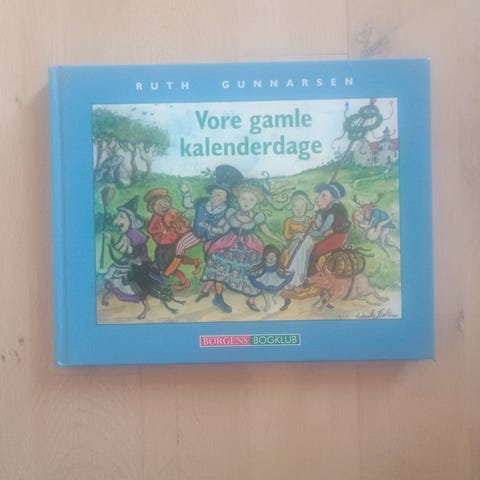 RUTH GUNNARSEN
Vore gamle
kalenderdage
BORGENS BOGKLUB